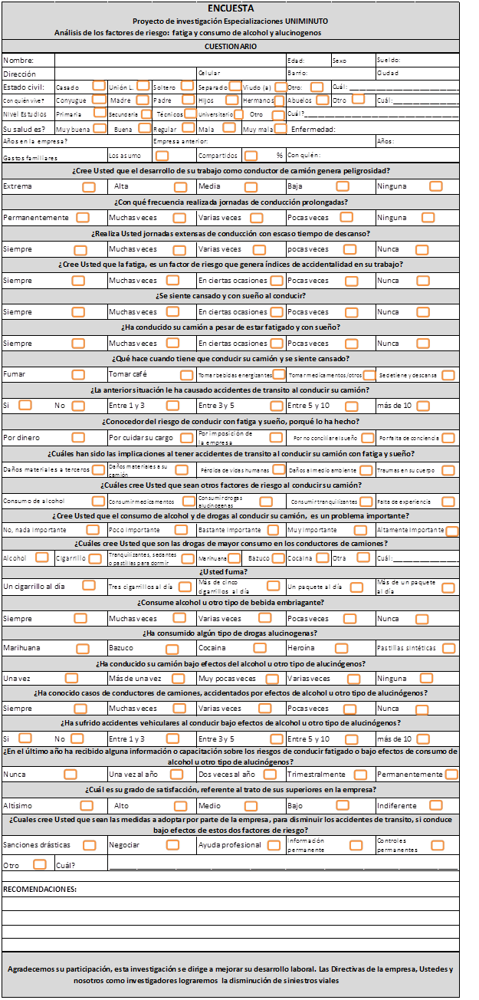 ENCUESTA
Proyecto de investigación Especializaciones UNIMINUTO
Análisis de los factores de riesgo: fatiga y consumo de alcohol y alucinogenos
CUESTIONARIO
Nombre: Edad: Sexo Sueldo:
Dirección Celular Barrio: Ciudad
Estado civil: Casado Unión L. Soltero Separado Viudo (a) Otro: Cuál:
Con quién vive? Conyugue Madre Padre Hijos Hermanos Abuelos Otro Cuál:
Nivel Estudios Primaria Secundaria Técnicos Universitario Otro Cuál?
Su salud es? Muy buena Buena Regular Mala Muy mala Enfermedad:
Años en la empresa? Empresa anterior: Años:
Gastos familiares Los asumo Compartidos % Con quién:
¿Cree Usted que el desarrollo de su trabajo como conductor de camión genera peligrosidad?
Extrema Alta Media Baja Ninguna
¿Con qué frecuencia realizada jornadas de conducción prolongadas?
Permanentemente Muchas veces Varias veces Pocas veces Ninguna
¿Realiza Usted jornadas extensas de conducción con escaso tiempo de descanso?
Siempre Muchas veces Varias veces pocas veces Nunca
¿Cree Usted que la fatiga, es un factor de riesgo que genera índices de accidentalidad en su trabajo?
Siempre Muchas veces En ciertas ocasiones Pocas veces Nunca
¿Se siente cansado y con sueño al conducir?
Siempre Muchas veces En ciertas ocasiones Pocas veces Nunca
¿Ha conducido su camión a pesar de estar fatigado y con sueño?
Siempre Muchas veces En ciertas ocasiones Pocas veces Nunca
¿Qué hace cuando tiene que conducir su camión y se siente cansado?
Fumar Tomar café Tomar bebidas energizantes Tomar medicamentos/otros Se detiene y descansa
¿La anterior situación le ha causado accidentes de transito al conducir su camión?
Si No Entre 1 y 3 Entre 3 y 5 Entre 5 y 10 más de 10
¿Conocedor del riesgo de conducir con fatiga y sueño, porqué lo ha hecho?
Por dinero Por cuidar su cargo Por imposición de la empresa Por no conciliar el sueño Por falta de conciencia
¿Cuáles han sido las implicaciones al tener accidentes de transito al conducir su camión con fatiga y sueño?
Daños materiales a terceros Daños materiales a su camión Pérdida de vidas humanas Daños al medio ambiente Traumas en su cuerpo
¿Cuáles cree Usted que sean otros factores de riesgo al conducir su camión?
Consumo de alcohol Consumir medicamentos Consumir drogas alucinogenas Consumir tranquilizantes Falta de experiencia
¿Cree Usted que el consumo de alcohol y de drogas al conducir su camión, es un problema importante?
No, nada Importante Poco Importante Bastante Importante Muy Importante Altamente Importante
¿Cuáles cree Usted que son las drogas de mayor consumo en los conductores de camiones?
Alcohol Cigarrillo Tranquilizantes, sedantes o pastillas para dormir Marihuana Bazuco Cocaina Otra Cuál:
¿Usted fuma?
Un cigarrillo al día Tres cigarrillos al día Más de cinco cigarrillos al día Un paquete al día Más de un paquete al día
¿Consume alcohol u otro tipo de bebida embriagante?
Siempre Muchas veces Varias veces Pocas veces Nunca
¿Ha consumido algún tipo de drogas alucinogenas?
Marihuana Bazuco Cocaina Heroína Pastillas sintéticas
¿Ha conducido su camión bajo efectos del alcohol u otro tipo de alucinógenos?
Una vez Más de una vez Muy pocas veces Varias veces Ninguna
¿Ha conocido casos de conductores de camiones, accidentados por efectos de alcohol u otro tipo de alucinógenos?
Siempre Muchas veces Varias veces Pocas veces Nunca
¿Ha sufrido accidentes vehiculares al conducir bajo efectos de alcohol u otro tipo de alucinógenos?
Si No Entre 1 y 3 Entre 3 y 5 Entre 5 y 10 más de 10
¿En el último año ha recibido alguna información o capacitación sobre los riesgos de conducir fatigado o bajo efectos de consumo de
alcohol u otro tipo de alucinógenos?
Nunca Una vez al año Dos veces al año Trimestralmente Permanentemente
¿Cuál es su grado de satisfacción, referente al trato de sus superiores en la empresa?
Altísimo Alto Medio Bajo Indiferente
¿Cuales cree Usted que sean las medidas a adoptar por parte de la empresa, para disminuir los accidentes de transito, si conduce
bajo efectos de estos dos factores de riesgo?
Sanciones drásticas Negociar Ayuda profesional Información permanente Controles permanentes
Otro Cuál?
RECOMENDACIONES:
Agradecemos su participación, esta investigación se dirige a mejorar su desarrollo laboral. Las Directivas de la empresa, Ustedes y
nosotros como investigadores lograremos la disminución de siniestros viales